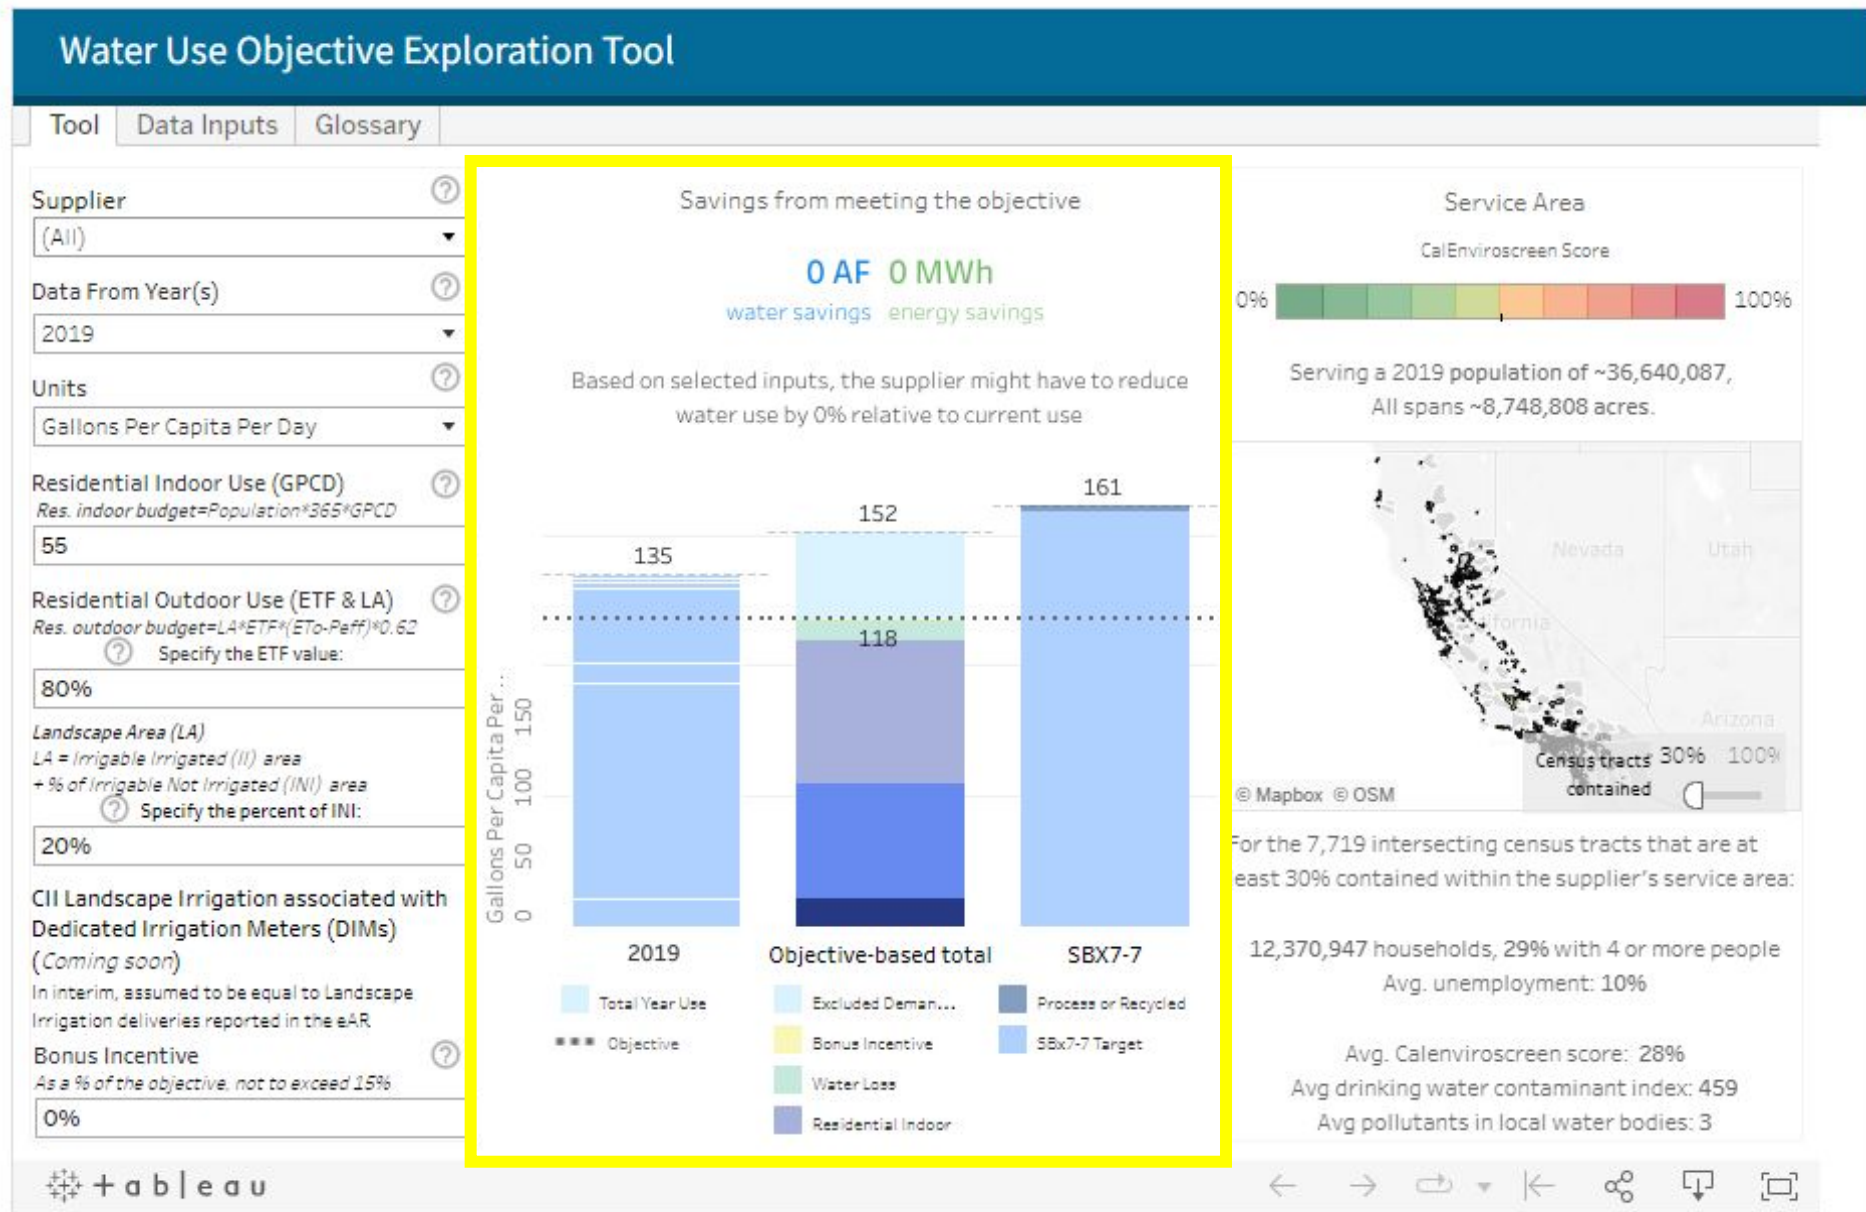 Water Use Objective Exploration Tool
Tool
Data Inputs
Glossary
Supplier
(All)
Data From Year(s)
2019
Units
Gallons Per Capita Per Day
Residential Indoor Use (GPCD)
Res. indoor budget=Population*365*GPCD
55
Residential Outdoor Use (ETF & LA)
Res. outdoor budget=LA*ETF*(ETo-Peff)*0.62
Specify the ETF value:
80%
Landscape Area (LA)
LA = Irrigable Irrigated (II) area
+ % of Irrigable Not Irrigated (INI) area
Specify the percent of INI:
20%
CII Landscape Irrigation associated with
Dedicated Irrigation Meters (DIMs)
(Coming soon)
In interim, assumed to be equal to Landscape
Irrigation deliveries reported in the eAR
Bonus Incentive
As a % of the objective, not to exceed 15%
0%
Savings from meeting the objective
0 AF 0 MWh
water savings energy savings
Based on selected inputs, the supplier might have to reduce
water use by 0% relative to current use
135
152
161
118
Gallons Per Capita Per ...
150
100
50
0
2019
Objective-based total
SBX7-7
Total Year Use
Objective
Excluded Deman...
Bonus Incentive
Water Loss
Residential Indoor
Process or Recycled
SBx7-7 Target
Service Area
CalEnviroscreen Score
0%
100%
Serving a 2019 population of ~36,640,087,
All spans ~8,748,808 acres.
Nevada
Utah
Arizona
Census tracts
contained
30%
100%
© Mapbox © OSM
For the 7,719 intersecting census tracts that are at
east 30% contained within the supplier's service area:
12,370,947 households, 29% with 4 or more people
Avg. unemployment: 10%
Avg. Calenviroscreen score: 28%
Avg drinking water contaminant index: 459
Avg pollutants in local water bodies: 3
+ableau